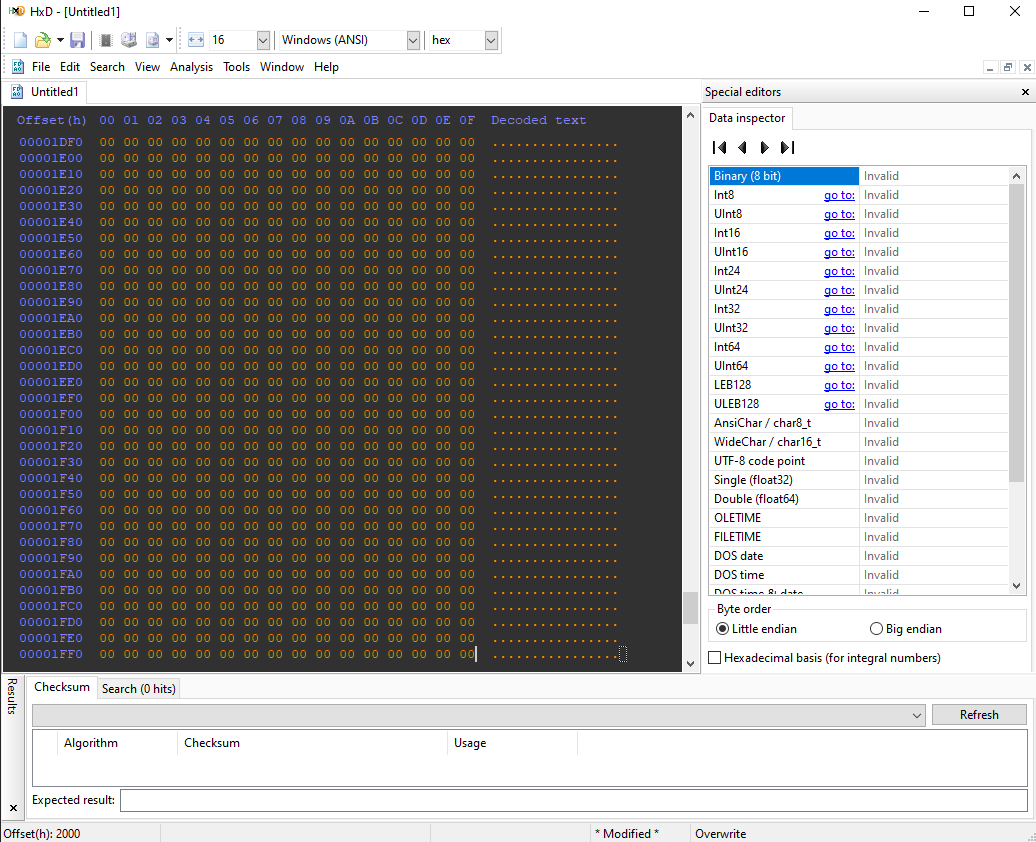 HxD - [Untitled1]
16 Windows (ANSI) hex
File Edit Search View Analysis Tools Window Help
Untitled1
Offset(h) 00 01 02 03 04 05 06 07 08 09 0A 0B 0C 0D 0E 0F Decoded text
00001DF0 00 00 00 00 00 00 00 00 00 00 00 00 00 00 00 00 ................
00001E00 00 00 00 00 00 00 00 00 00 00 00 00 00 00 00 00 ................
00001E10 00 00 00 00 00 00 00 00 00 00 00 00 00 00 00 00 ................
00001E20 00 00 00 00 00 00 00 00 00 00 00 00 00 00 00 00 ................
00001E30 00 00 00 00 00 00 00 00 00 00 00 00 00 00 00 00 ................
00001E40 00 00 00 00 00 00 00 00 00 00 00 00 00 00 00 00 ................
00001E50 00 00 00 00 00 00 00 00 00 00 00 00 00 00 00 00 ................
00001E60 00 00 00 00 00 00 00 00 00 00 00 00 00 00 00 00 ................
00001E70 00 00 00 00 00 00 00 00 00 00 00 00 00 00 00 00 ................
00001E80 00 00 00 00 00 00 00 00 00 00 00 00 00 00 00 00 ................
00001E90 00 00 00 00 00 00 00 00 00 00 00 00 00 00 00 00 ................
00001EA0 00 00 00 00 00 00 00 00 00 00 00 00 00 00 00 00 ................
00001EB0 00 00 00 00 00 00 00 00 00 00 00 00 00 00 00 00 ................
00001EC0 00 00 00 00 00 00 00 00 00 00 00 00 00 00 00 00 ................
00001ED0 00 00 00 00 00 00 00 00 00 00 00 00 00 00 00 00 ................
00001EE0 00 00 00 00 00 00 00 00 00 00 00 00 00 00 00 00 ................
00001EF0 00 00 00 00 00 00 00 00 00 00 00 00 00 00 00 00 ................
00001F00 00 00 00 00 00 00 00 00 00 00 00 00 00 00 00 00 ................
00001F10 00 00 00 00 00 00 00 00 00 00 00 00 00 00 00 00 ................
00001F20 00 00 00 00 00 00 00 00 00 00 00 00 00 00 00 00 ................
00001F30 00 00 00 00 00 00 00 00 00 00 00 00 00 00 00 00 ................
00001F40 00 00 00 00 00 00 00 00 00 00 00 00 00 00 00 00 ................
00001F50 00 00 00 00 00 00 00 00 00 00 00 00 00 00 00 00 ................
00001F60 00 00 00 00 00 00 00 00 00 00 00 00 00 00 00 00 ................
00001F70 00 00 00 00 00 00 00 00 00 00 00 00 00 00 00 00 ................
00001F80 00 00 00 00 00 00 00 00 00 00 00 00 00 00 00 00 ................
00001F90 00 00 00 00 00 00 00 00 00 00 00 00 00 00 00 00 ................
00001FA0 00 00 00 00 00 00 00 00 00 00 00 00 00 00 00 00 ................
00001FB0 00 00 00 00 00 00 00 00 00 00 00 00 00 00 00 00 ................
00001FC0 00 00 00 00 00 00 00 00 00 00 00 00 00 00 00 00 ................
00001FD0 00 00 00 00 00 00 00 00 00 00 00 00 00 00 00 00 ................
00001FE0 00 00 00 00 00 00 00 00 00 00 00 00 00 00 00 00 ................
00001FF0 00 00 00 00 00 00 00 00 00 00 00 00 00 00 00 00 ................
Special editors
Data inspector
Binary (8 bit) Invalid
Int8 go to: Invalid
UInt8 go to: Invalid
Int16 go to: Invalid
UInt16 go to: Invalid
Int24 go to: Invalid
UInt24 go to: Invalid
Int32 go to: Invalid
UInt32 go to: Invalid
Int64 go to: Invalid
UInt64 go to: Invalid
LEB128 go to: Invalid
ULEB128 go to: Invalid
AnsiChar / char8_t Invalid
WideChar / char16_t Invalid
UTF-8 code point Invalid
Single (float32) Invalid
Double (float64) Invalid
OLETIME Invalid
FILETIME Invalid
DOS date Invalid
DOS time Invalid
DOS time & date Invalid
Byte order
Little endian Big endian
Hexadecimal basis (for integral numbers)
Results
Checksum Search (0 hits)
Refresh
Algorithm Checksum Usage
Expected result:
Offset(h): 2000 * Modified * Overwrite